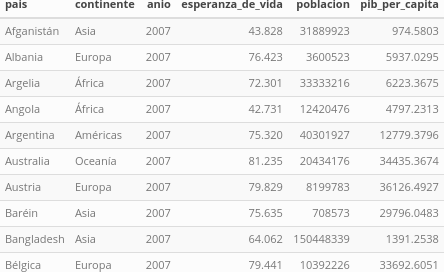 pais continente anio esperanza_de_vida poblacion pib_per_capita
Afganistán Asia 2007 43.828 31889923 974.5803
Albania Europa 2007 76.423 3600523 5937.0295
Argelia África 2007 72.301 33333216 6223.3675
Angola África 2007 42.731 12420476 4797.2313
Argentina Américas 2007 75.320 40301927 12779.3796
Australia Oceanía 2007 81.235 20434176 34435.3674
Austria Europa 2007 79.829 8199783 36126.4927
Baréin Asia 2007 75.635 708573 29796.0483
Bangladesh Asia 2007 64.062 150448339 1391.2538
Bélgica Europa 2007 79.441 10392226 33692.6051